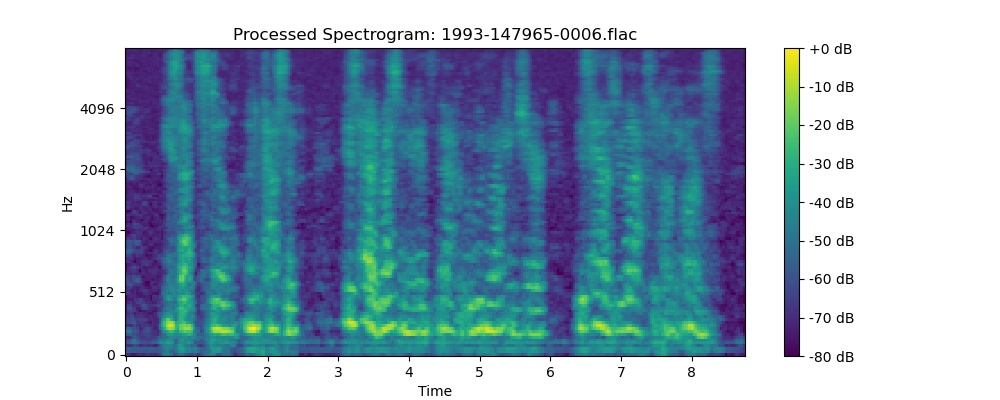 Processed Spectrogram: 1993-147965-0006.flac
Hz
4096
2048
1024
512
0
0 1 2 3 4 5 6 7 8
Time
+0 dB
-10 dB
-20 dB
-30 dB
-40 dB
-50 dB
-60 dB
-70 dB
-80 dB